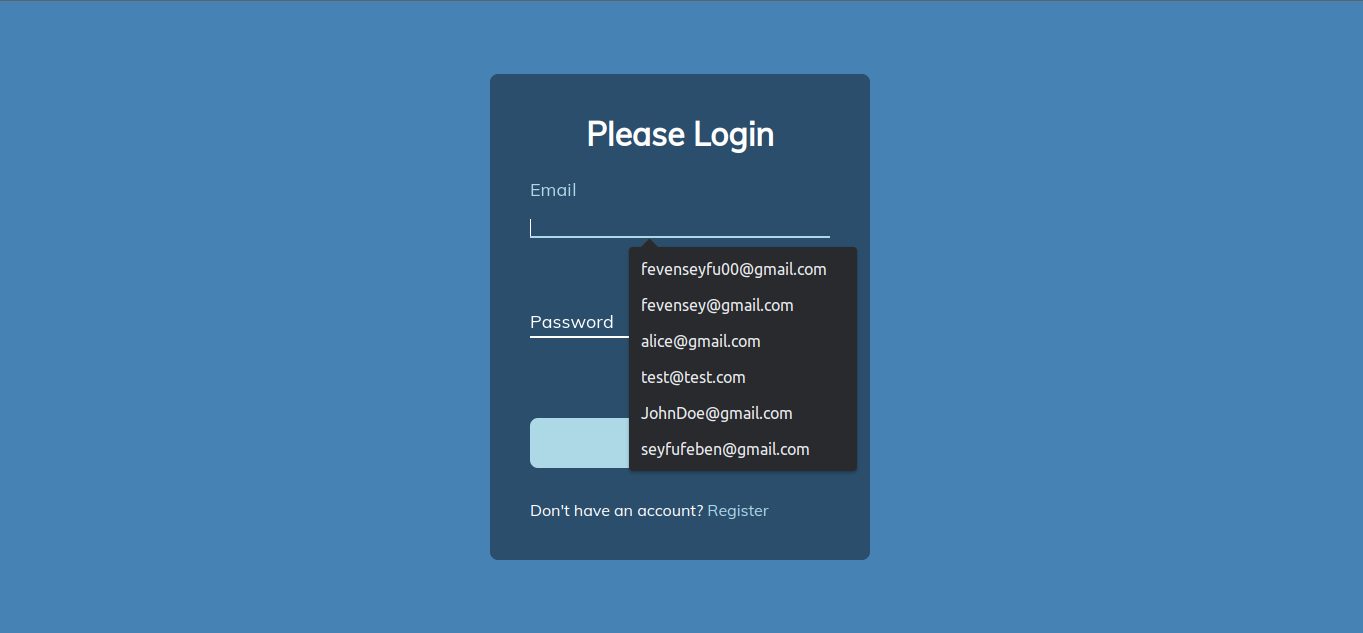 Please Login
Email
fevenseyfu00@gmail.com
fevensey@gmail.com
Password
alice@gmail.com
test@test.com
JohnDoe@gmail.com
seyfufeben@gmail.com
Don't have an account? Register